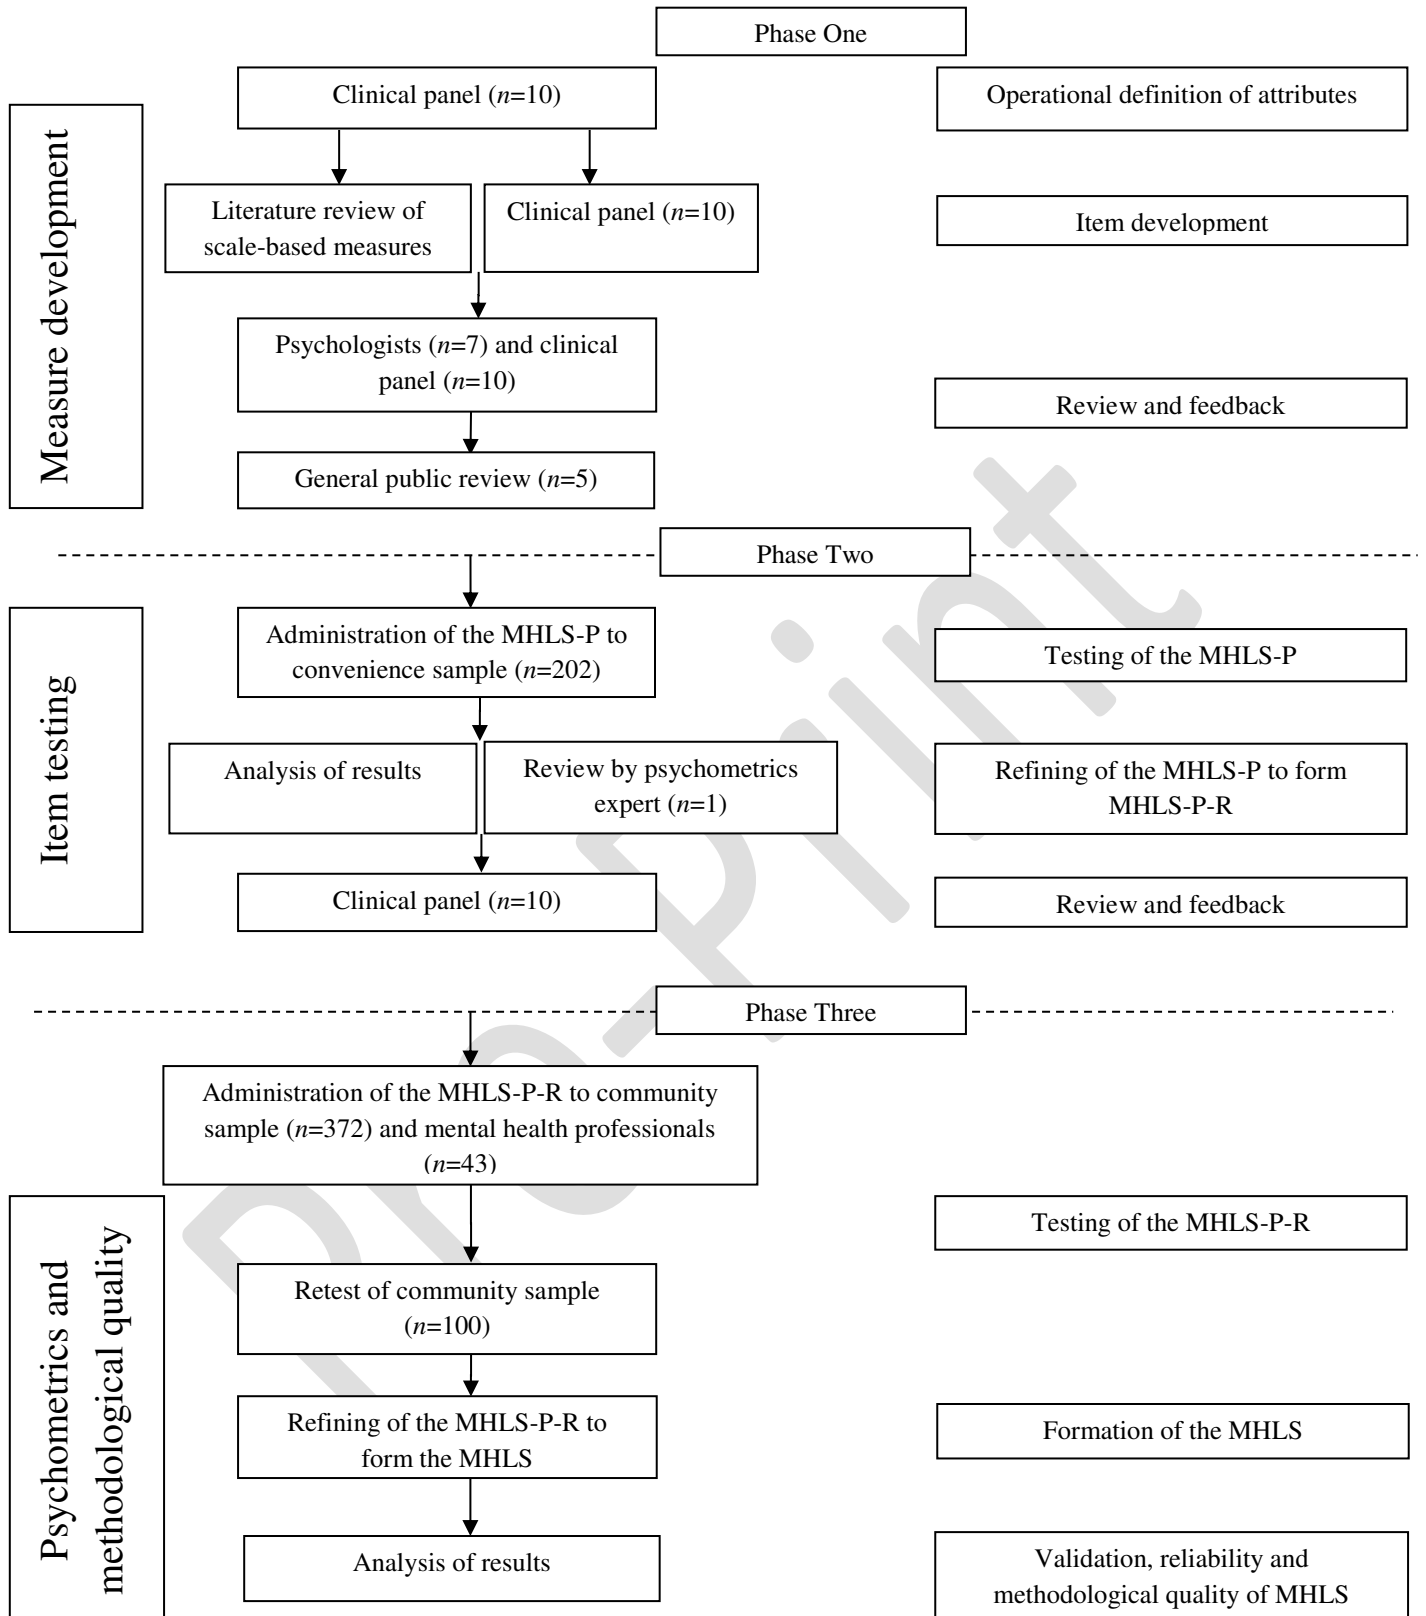 Phase One
Clinical panel (n=10)
Operational definition of attributes
Measure development
Literature review of
scale-based measures
Clinical panel (n=10)
Item development
Psychologists (n=7) and clinical
panel (n=10)
Review and feedback
General public review (n=5)
Phase Two
Item testing
Administration of the MHLS-P to
convenience sample (n=202)
Testing of the MHLS-P
Analysis of results
Review by psychometrics
expert (n=1)
Refining of the MHLS-P to form
MHLS-P-R
Clinical panel (n=10)
Review and feedback
Phase Three
Administration of the MHLS-P-R to community
sample (n=372) and mental health professionals
(n=43)
Psychometrics and
methodological quality
Testing of the MHLS-P-R
Retest of community sample
(n=100)
Refining of the MHLS-P-R to
form the MHLS
Formation of the MHLS
Analysis of results
Validation, reliability and
methodological quality of MHLS
Pre-Print